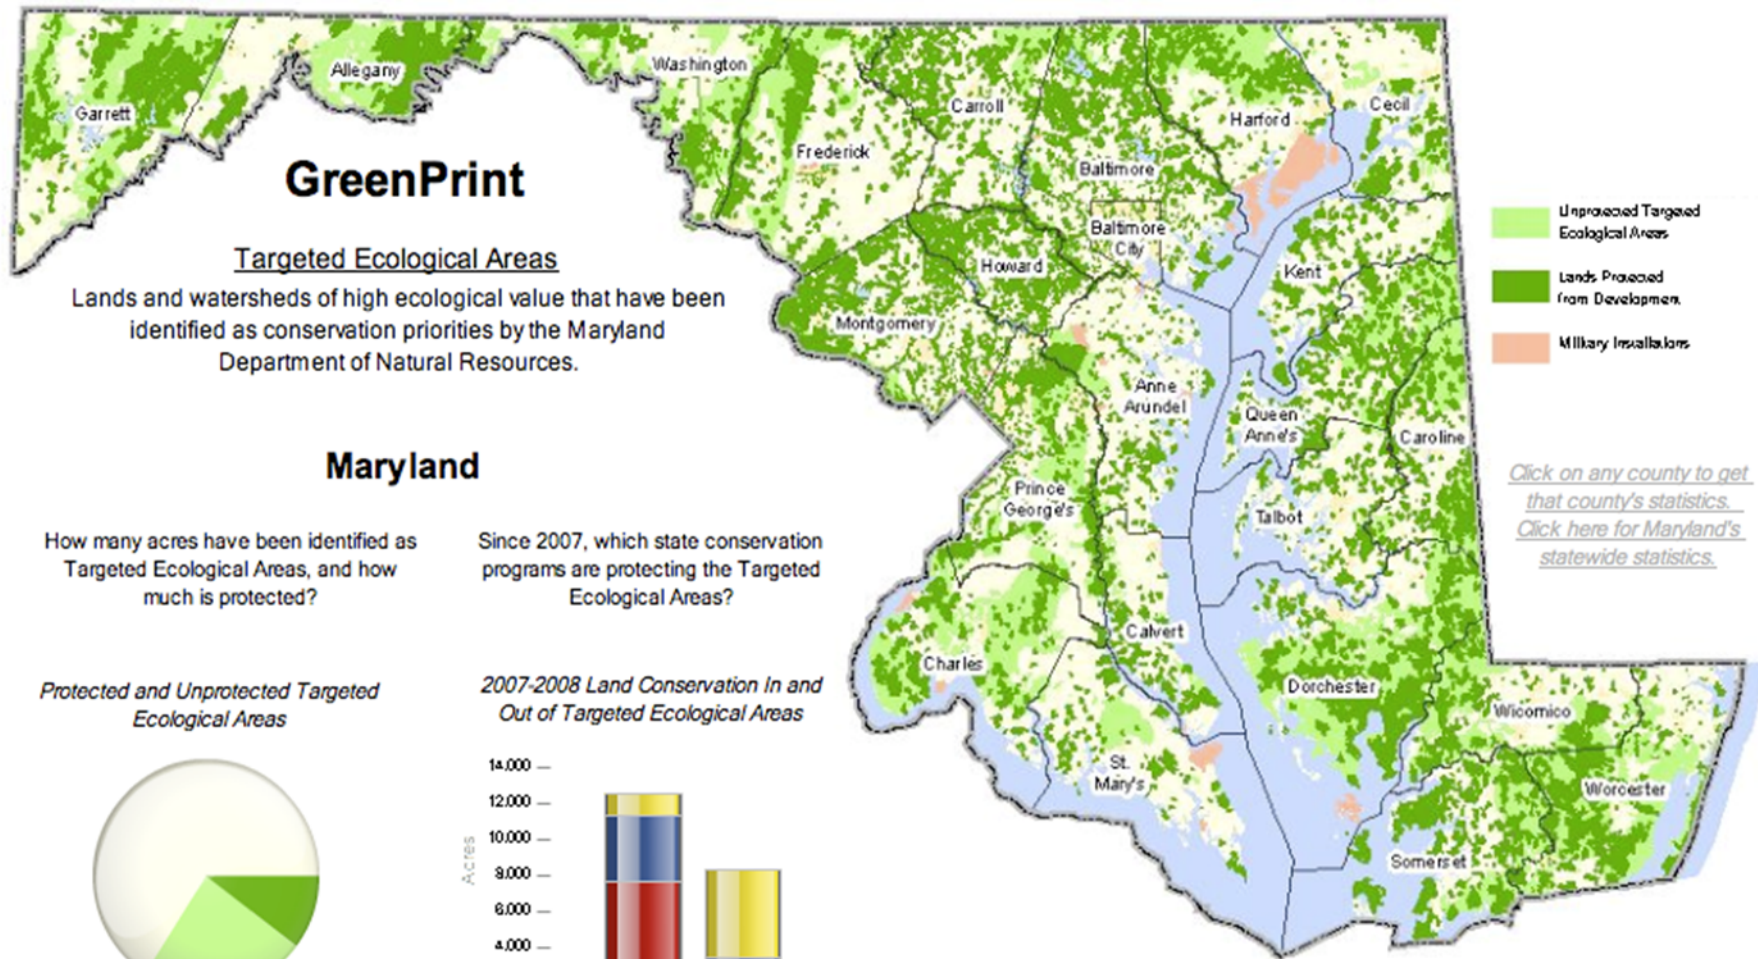 GreenPrint
Targeted Ecological Areas
Lands and watersheds of high ecological value that have been
identified as conservation priorities by the Maryland
Department of Natural Resources.
Maryland
How many acres have been identified as
Targeted Ecological Areas, and how
much is protected?
Since 2007, which state conservation
programs are protecting the Targeted
Ecological Areas?
Protected and Unprotected Targeted
Ecological Areas
2007-2008 Land Conservation In and
Out of Targeted Ecological Areas
Acres
14,000
12,000
10,000
8,000
6,000
4,000
Garrett
Allegany
Washington
Frederick
Carroll
Baltimore
Baltimore
City
Harford
Cecil
Howard
Montgomery
Kent
Anne
Arundel
Queen
Anne's
Caroline
Prince
George's
Talbot
Calvert
Charles
St.
Mary's
Dorchester
Wicomico
Worcester
Somerset
Unprotected Targeted
Ecological Areas
Lands Protected
from Development
Military Installations
Click on any county to get
that county's statistics.
Click here for Maryland's
statewide statistics.